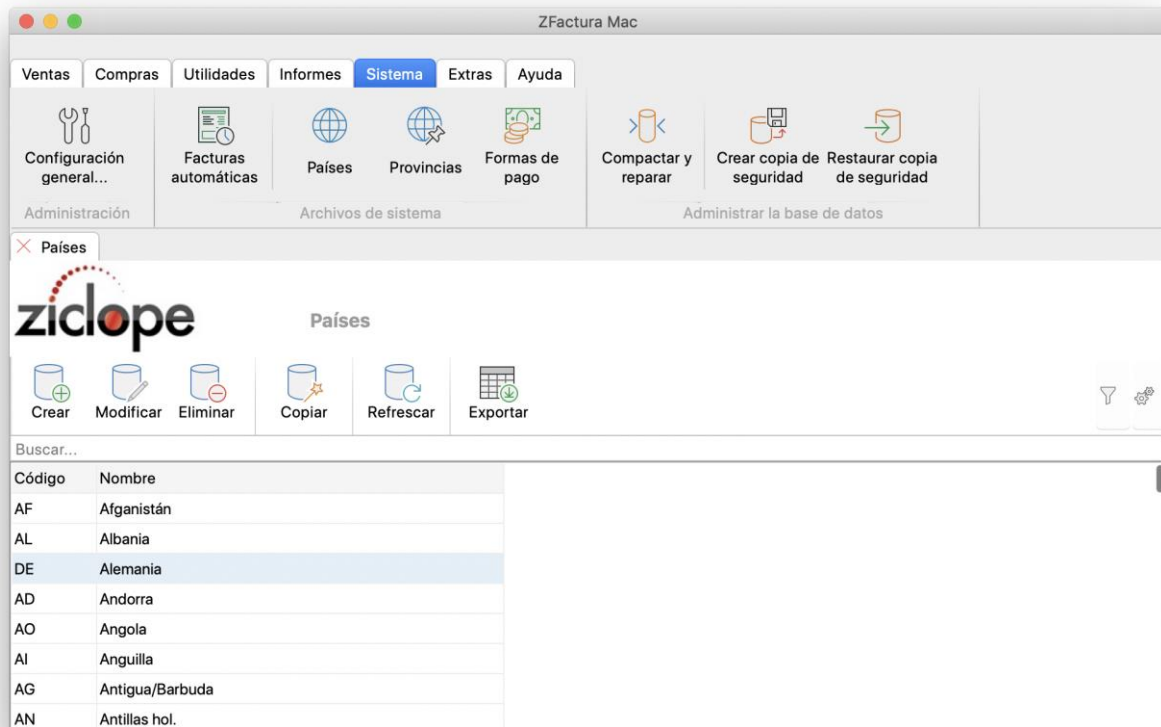 ZFactura Mac
Ventas Compras Utilidades Informes Sistema Extras Ayuda
Configuración general...
Facturas automáticas
Países
Provincias
Formas de pago
Compactar y reparar
Crear copia de seguridad
Restaurar copia de seguridad
Administración
Archivos de sistema
Administrar la base de datos
Países
ziclope
Países
Crear Modificar Eliminar Copiar Refrescar Exportar
Buscar...
Código Nombre
AF Afganistán
AL Albania
DE Alemania
AD Andorra
AO Angola
AI Anguilla
AG Antigua/Barbuda
AN Antillas hol.